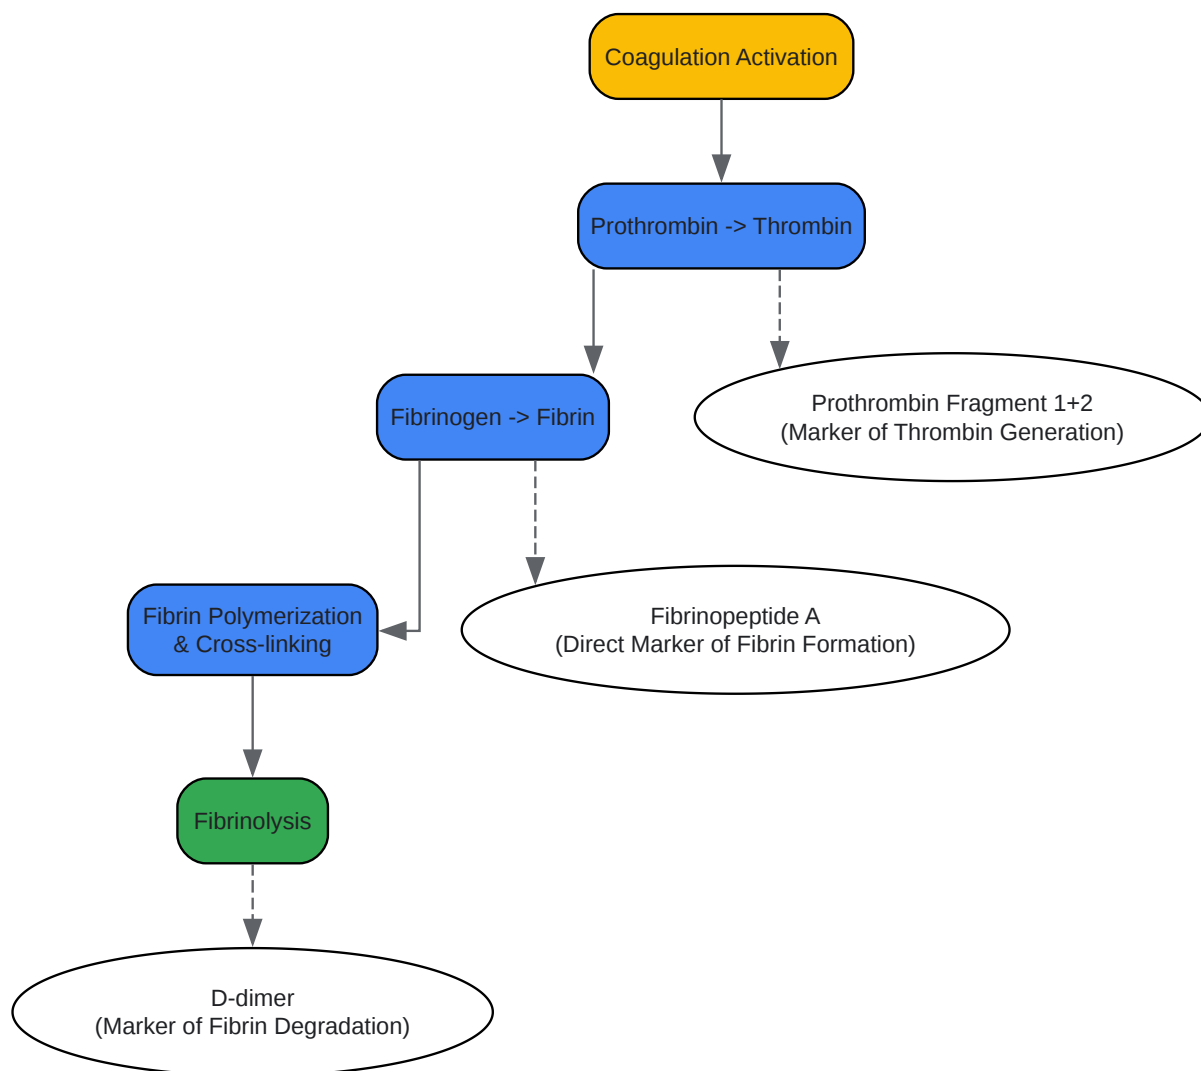 Coagulation Activation
Prothrombin -> Thrombin
Fibrinogen -> Fibrin
Prothrombin Fragment 1+2
(Marker of Thrombin Generation)
Fibrin Polymerization
& Cross-linking
Fibrinopeptide A
(Direct Marker of Fibrin Formation)
Fibrinolysis
D-dimer
(Marker of Fibrin Degradation)